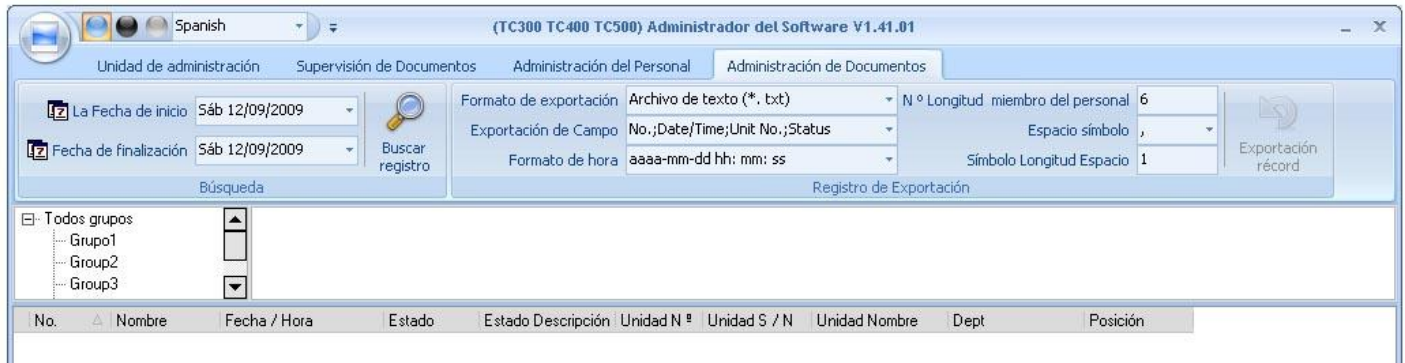 Spanish
(TC300 TC400 TC500) Administrador del Software V1.41.01
Unidad de administración Supervisión de Documentos Administración del Personal Administración de Documentos
La Fecha de inicio Sáb 12/09/2009
Fecha de finalización Sáb 12/09/2009
Buscar
registro
Búsqueda
Formato de exportación Archivo de texto (*. txt)
Exportación de Campo No.;Date/Time;Unit No.;Status
Formato de hora aaaa-mm-dd hh: mm: ss
N º Longitud miembro del personal 6
Espacio símbolo ,
Símbolo Longitud Espacio 1
Exportación
récord
Registro de Exportación
Todos grupos
Grupo1
Group2
Group3
No. Nombre Fecha / Hora Estado Estado Descripción Unidad N º Unidad S / N Unidad Nombre Dept Posición